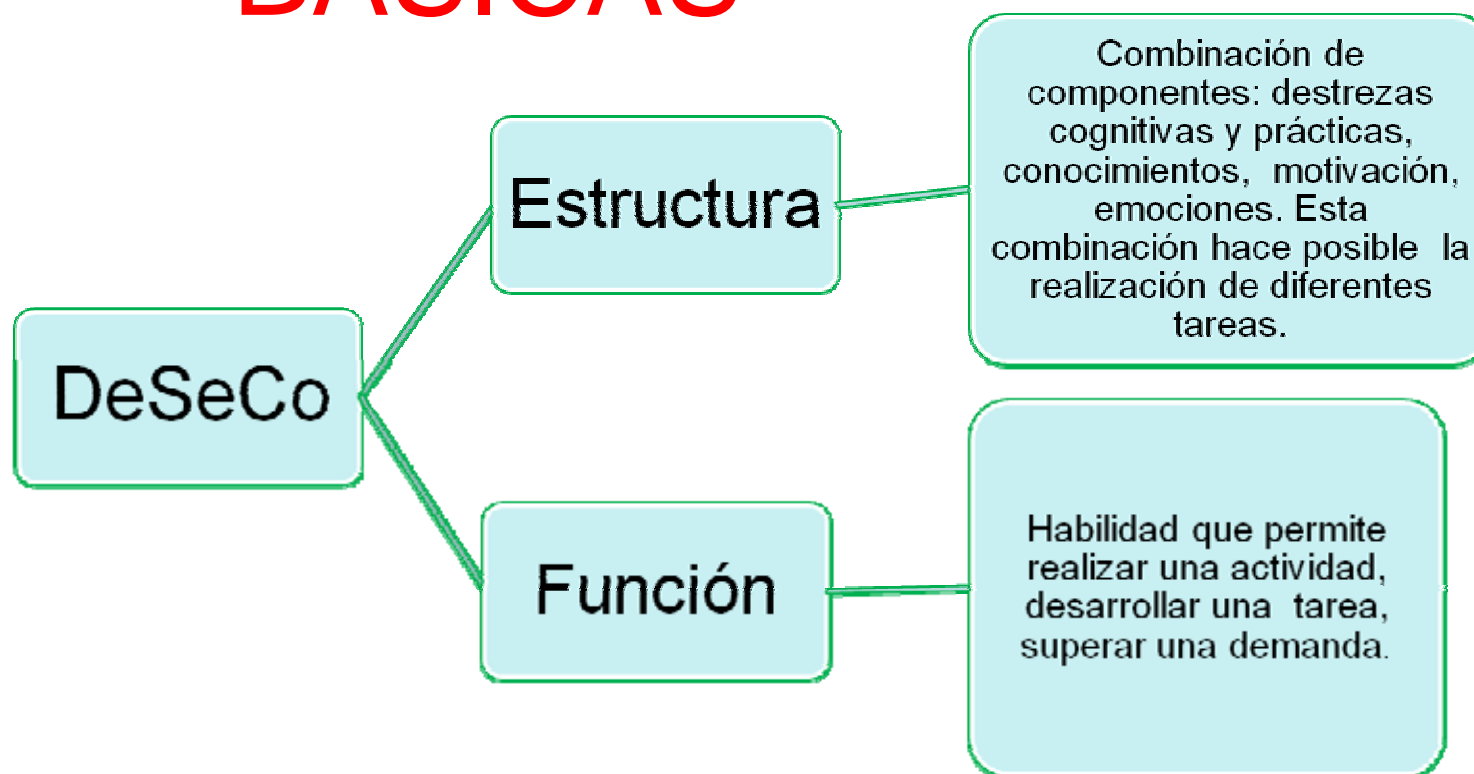 BÁSICAS
DeSeCo
Estructura
Combinación de
componentes: destrezas
cognitivas y prácticas,
conocimientos, motivación,
emociones. Esta
combinación hace posible la
realización de diferentes
tareas.
Función
Habilidad que permite
realizar una actividad,
desarrollar una tarea,
superar una demanda.